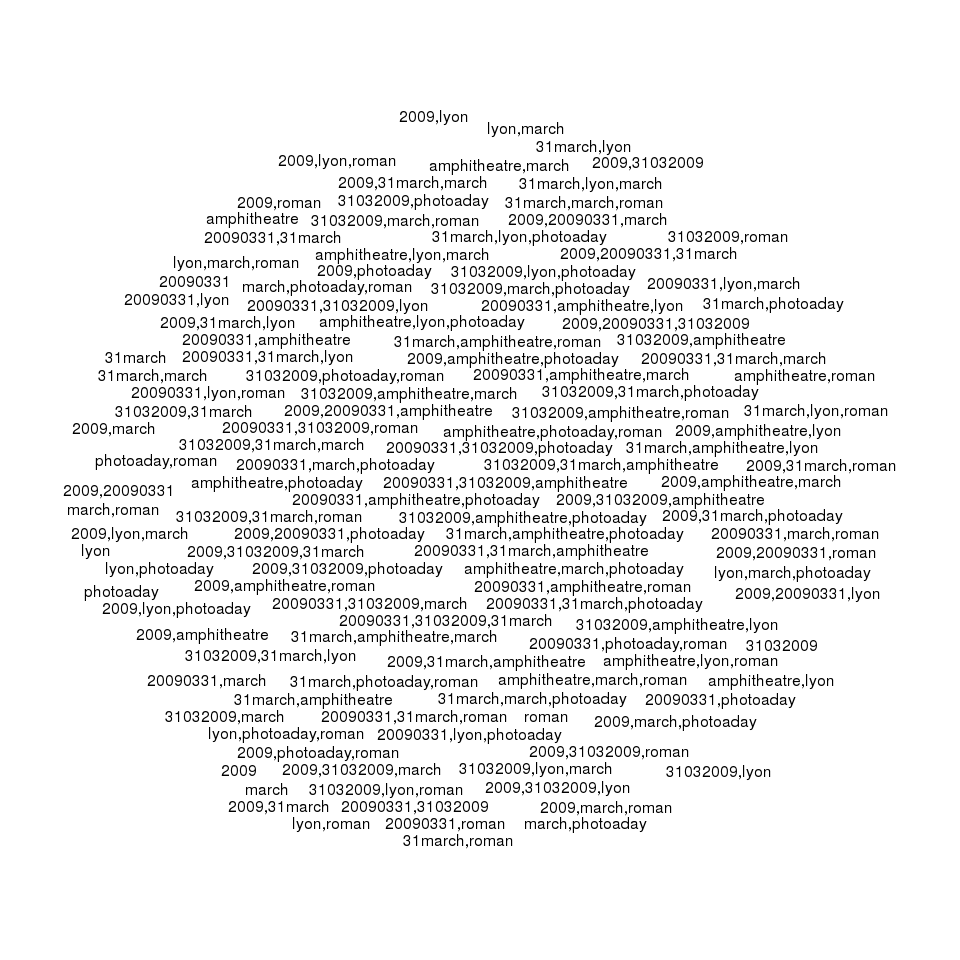 2009,lyon
lyon,march
31march,lyon
2009,lyon,roman amphitheatre,march 2009,31032009
2009,31march,march 31march,lyon,march
2009,roman 31032009,photoaday 31march,march,roman
amphitheatre 31032009,march,roman 2009,20090331,march
20090331,31march 31march,lyon,photoaday 31032009,roman
amphitheatre,lyon,march 2009,20090331,31march
lyon,march,roman 2009,photoaday 31032009,lyon,photoaday
20090331 march,photoaday,roman 31032009,march,photoaday 20090331,lyon,march
20090331,lyon 20090331,31032009,lyon 20090331,amphitheatre,lyon 31march,photoaday
2009,31march,lyon amphitheatre,lyon,photoaday 2009,20090331,31032009
20090331,amphitheatre 31march,amphitheatre,roman 31032009,amphitheatre
31march 20090331,31march,lyon 2009,amphitheatre,photoaday 20090331,31march,march
31march,march 31032009,photoaday,roman 20090331,amphitheatre,march amphitheatre,roman
20090331,lyon,roman 31032009,amphitheatre,march 31032009,31march,photoaday
31032009,31march 2009,20090331,amphitheatre 31032009,amphitheatre,roman 31march,lyon,roman
2009,march 20090331,31032009,roman amphitheatre,photoaday,roman 2009,amphitheatre,lyon
31032009,31march,march 20090331,31032009,photoaday 31march,amphitheatre,lyon
photoaday,roman 20090331,march,photoaday 31032009,31march,amphitheatre 2009,31march,roman
2009,20090331 amphitheatre,photoaday 20090331,31032009,amphitheatre 2009,amphitheatre,march
20090331,amphitheatre,photoaday 2009,31032009,amphitheatre
march,roman 31032009,31march,roman 31032009,amphitheatre,photoaday 2009,31march,photoaday
2009,lyon,march 2009,20090331,photoaday 31march,amphitheatre,photoaday 20090331,march,roman
lyon 2009,31032009,31march 20090331,31march,amphitheatre 2009,20090331,roman
lyon,photoaday 2009,31032009,photoaday amphitheatre,march,photoaday lyon,march,photoaday
photoaday 2009,amphitheatre,roman 20090331,amphitheatre,roman 2009,20090331,lyon
2009,lyon,photoaday 20090331,31032009,march 20090331,31march,photoaday
20090331,31032009,31march 31032009,amphitheatre,lyon
2009,amphitheatre 31march,amphitheatre,march 20090331,photoaday,roman 31032009
31032009,31march,lyon 2009,31march,amphitheatre amphitheatre,lyon,roman
20090331,march 31march,photoaday,roman amphitheatre,march,roman amphitheatre,lyon
31march,amphitheatre 31march,march,photoaday 20090331,photoaday
31032009,march 20090331,31march,roman roman 2009,march,photoaday
lyon,photoaday,roman 20090331,lyon,photoaday
2009,photoaday,roman 2009,31032009,roman
2009 2009,31032009,march 31032009,lyon,march 31032009,lyon
march 31032009,lyon,roman 2009,31032009,lyon
2009,31march 20090331,31032009 2009,march,roman
lyon,roman 20090331,roman march,photoaday
31march,roman